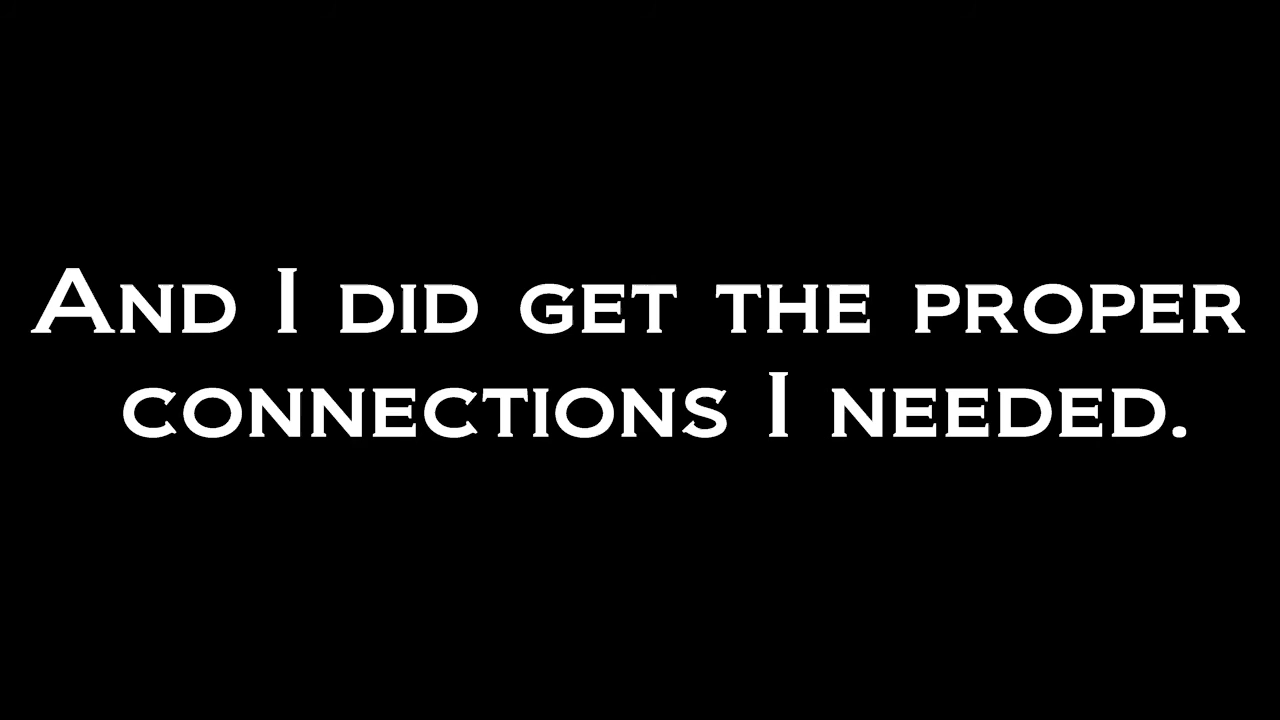 And I did get the proper
connections I needed.